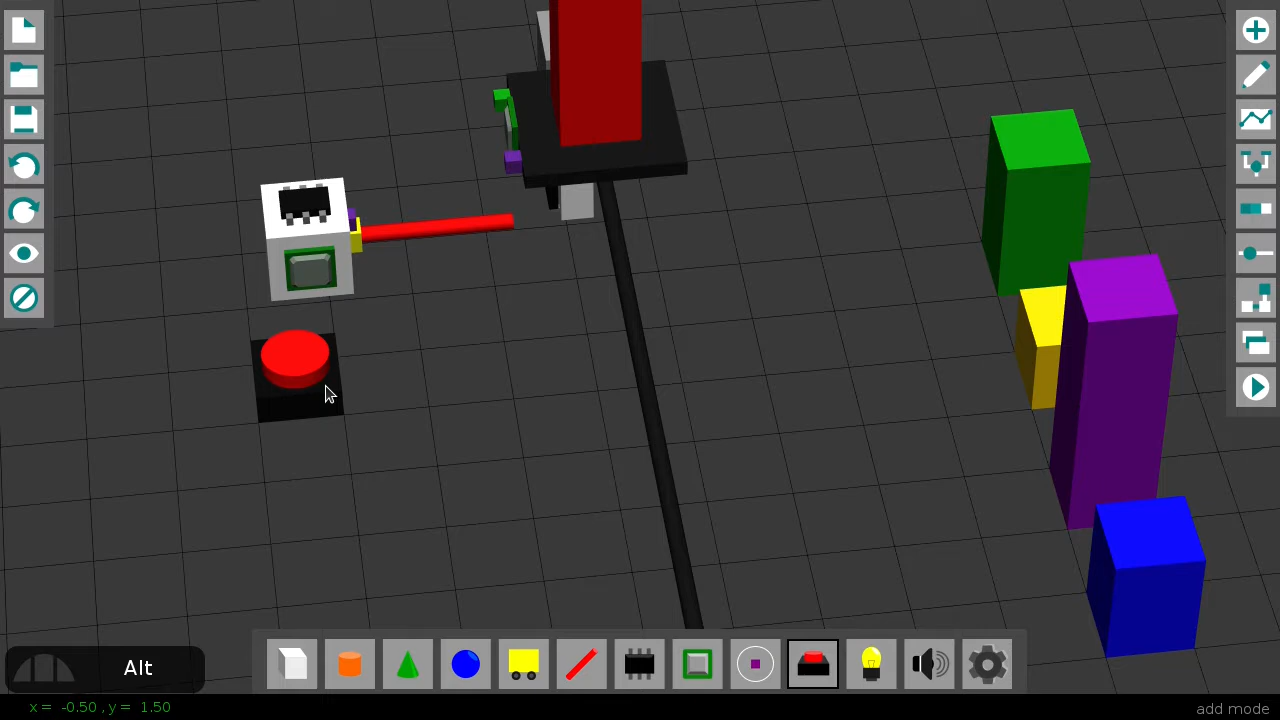 Alt
x = -0.50 , y = 1.50
add mode